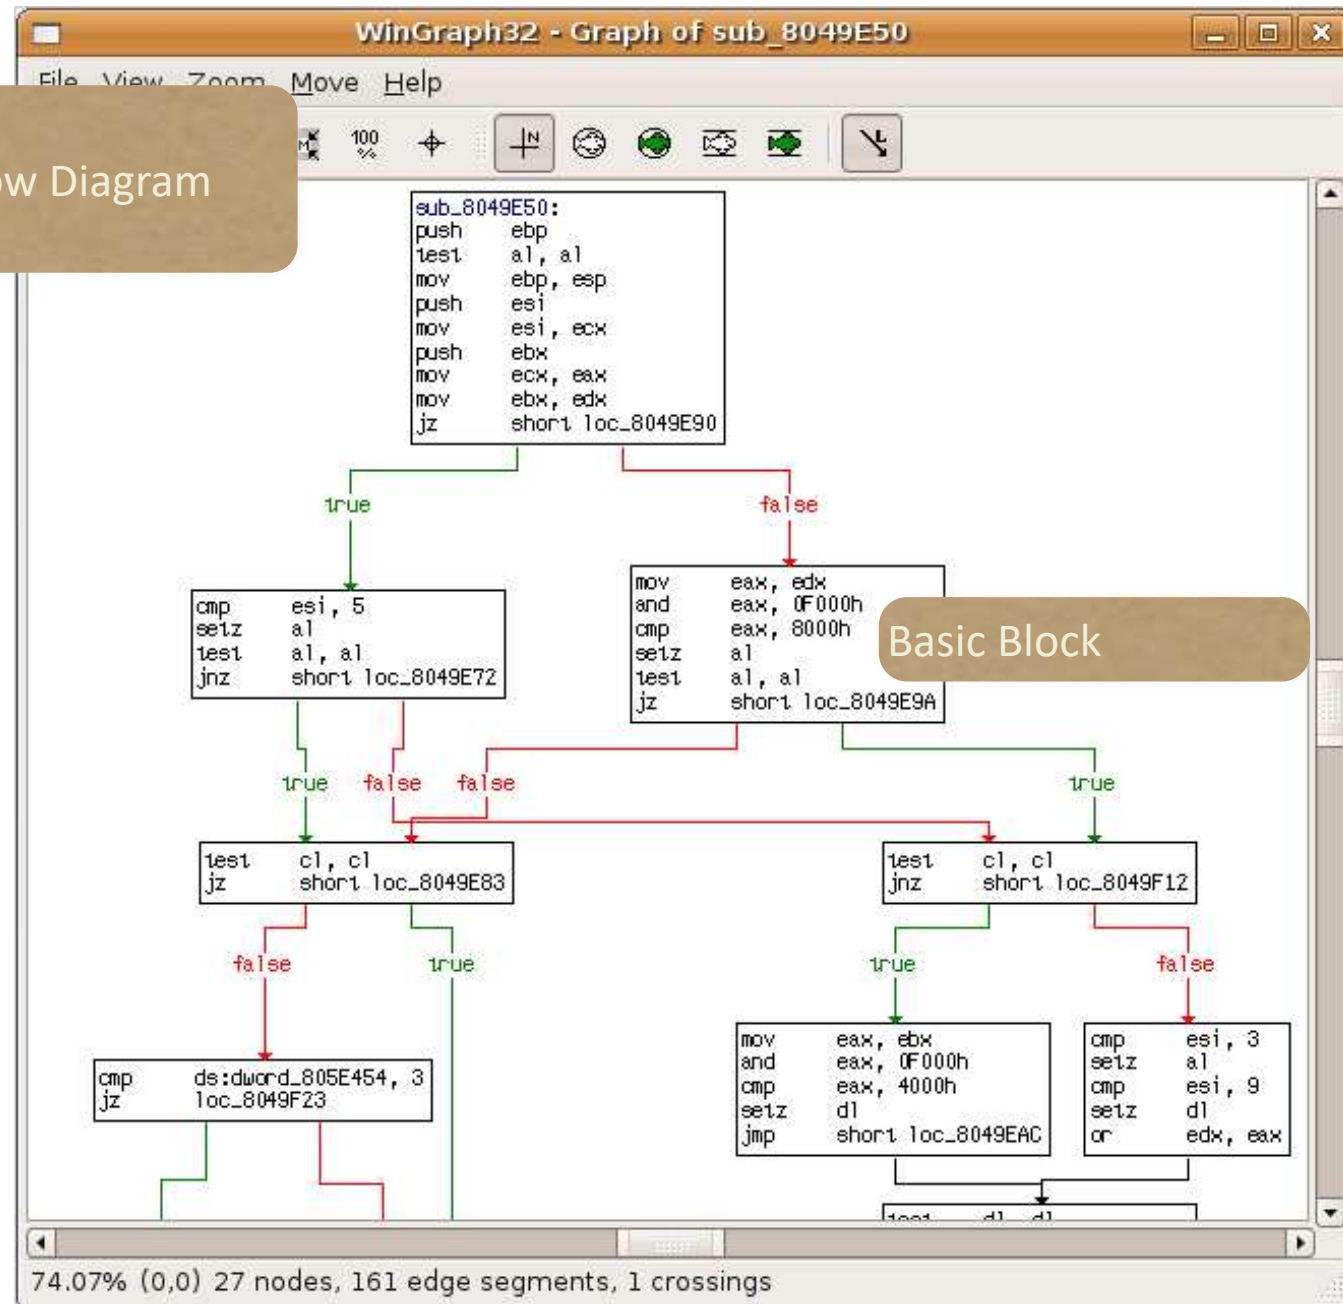 WinGraph32 - Graph of sub_8049E50
File View Zoom Move Help
100
%
N
L
Diagram
sub_8049E50:
push ebp
test al, al
mov ebp, esp
push esi
mov esi, ecx
push ebx
mov ecx, eax
mov ebx, edx
jz short loc_8049E90
true
false
cmp esi, 5
setz al
test al, al
jnz short loc_8049E72
mov eax, edx
and eax, 0F000h
cmp eax, 8000h
setz al
test al, al
jz short loc_8049E9A
Basic Block
true
false
false
true
test cl, cl
jz short loc_8049E83
test cl, cl
jnz short loc_8049F12
false
true
true
false
cmp ds:dword_805E454, 3
jz loc_8049F23
mov eax, ebx
and eax, 0F000h
cmp eax, 4000h
setz dl
jmp short loc_8049EAC
cmp esi, 3
setz al
cmp esi, 9
setz dl
or edx, eax
test dl, dl
74.07% (0,0) 27 nodes, 161 edge segments, 1 crossings